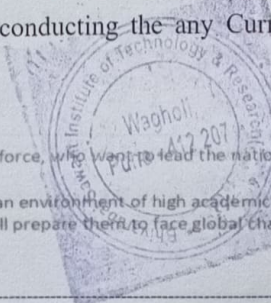 conducting the any Curr
Institute of Technology & Research
Wagholi,
Pune - 412 207
force, who want to lead the natio
an environment of high academic
ll prepare them to face global cha